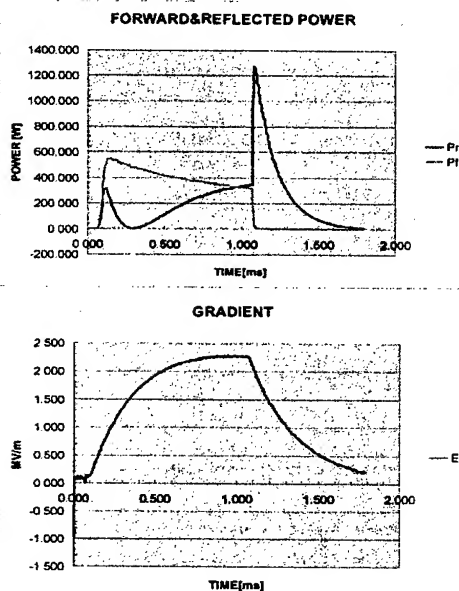 FORWARD&REFLECTED POWER
1400.000
1200.000
1000.000
800.000
600.000
400.000
200.000
0.000
-200.000
POWER [W]
0.000 0.500 1.000 1.500 2.000
TIME[ms]
Pr
Pf
GRADIENT
2 500
2 000
1.500
1.000
0.500
0.000
-0 500
-1 000
-1 500
MV/m
0.000 0.500 1.000 1.500 2.000
TIME[ms]
E